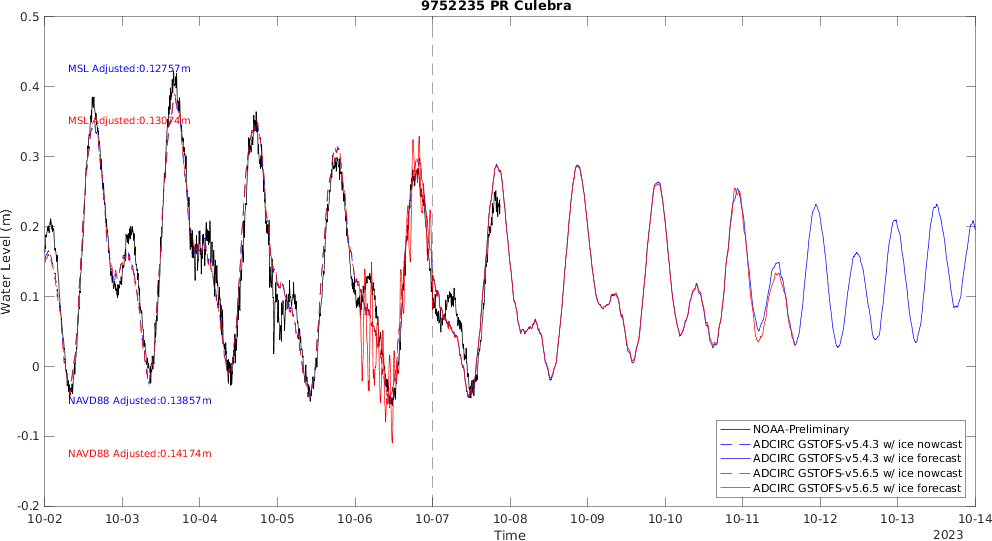 9752235 PR Culebra
0.5
0.4
0.3
0.2
0.1
0
-0.1
-0.2
Water Level (m)
MSL Adjusted:0.12757m
MSL Adjusted:0.13074m
NAVD88 Adjusted:0.13857m
NAVD88 Adjusted:0.14174m
NOAA-Preliminary
ADCIRC GSTOFS-v5.4.3 w/ ice nowcast
ADCIRC GSTOFS-v5.4.3 w/ ice forecast
ADCIRC GSTOFS-v5.6.5 w/ ice nowcast
ADCIRC GSTOFS-v5.6.5 w/ ice forecast
10-02 10-03 10-04 10-05 10-06 10-07 10-08 10-09 10-10 10-11 10-12 10-13 10-14
Time
2023